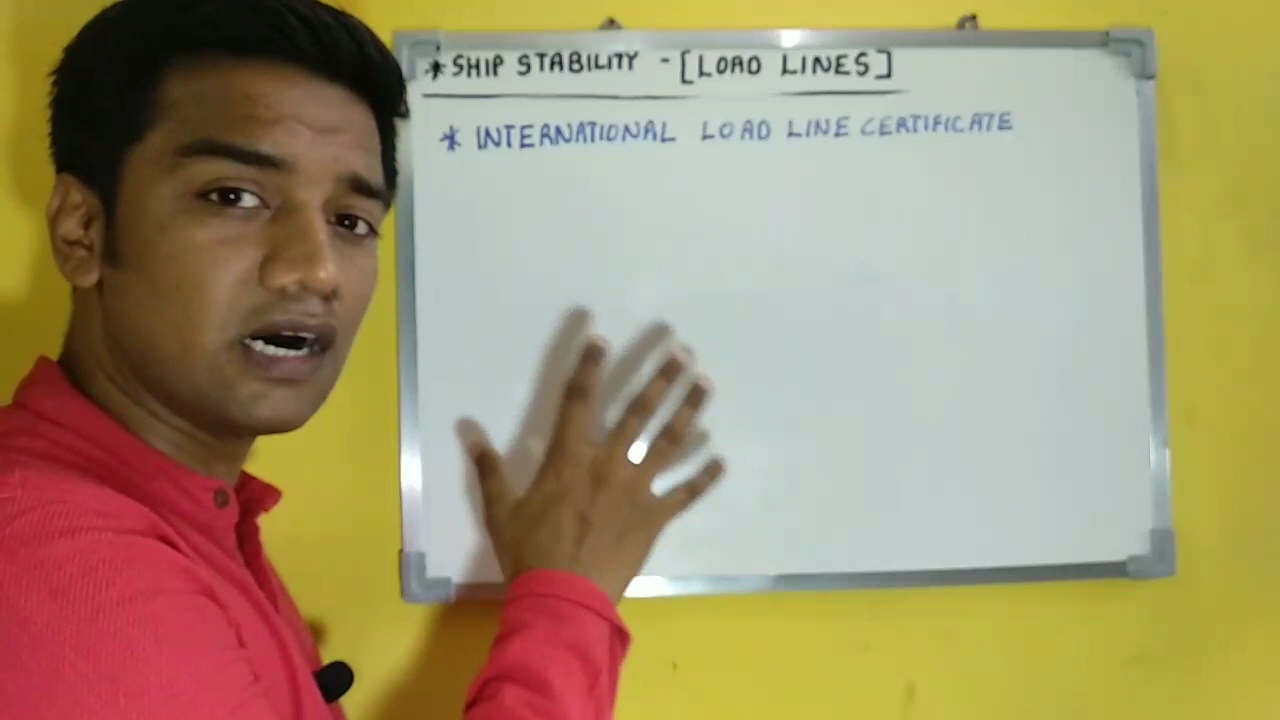 * SHIP STABILITY - [LOAD LINES]
* INTERNATIONAL LOAD LINE CERTIFICATE